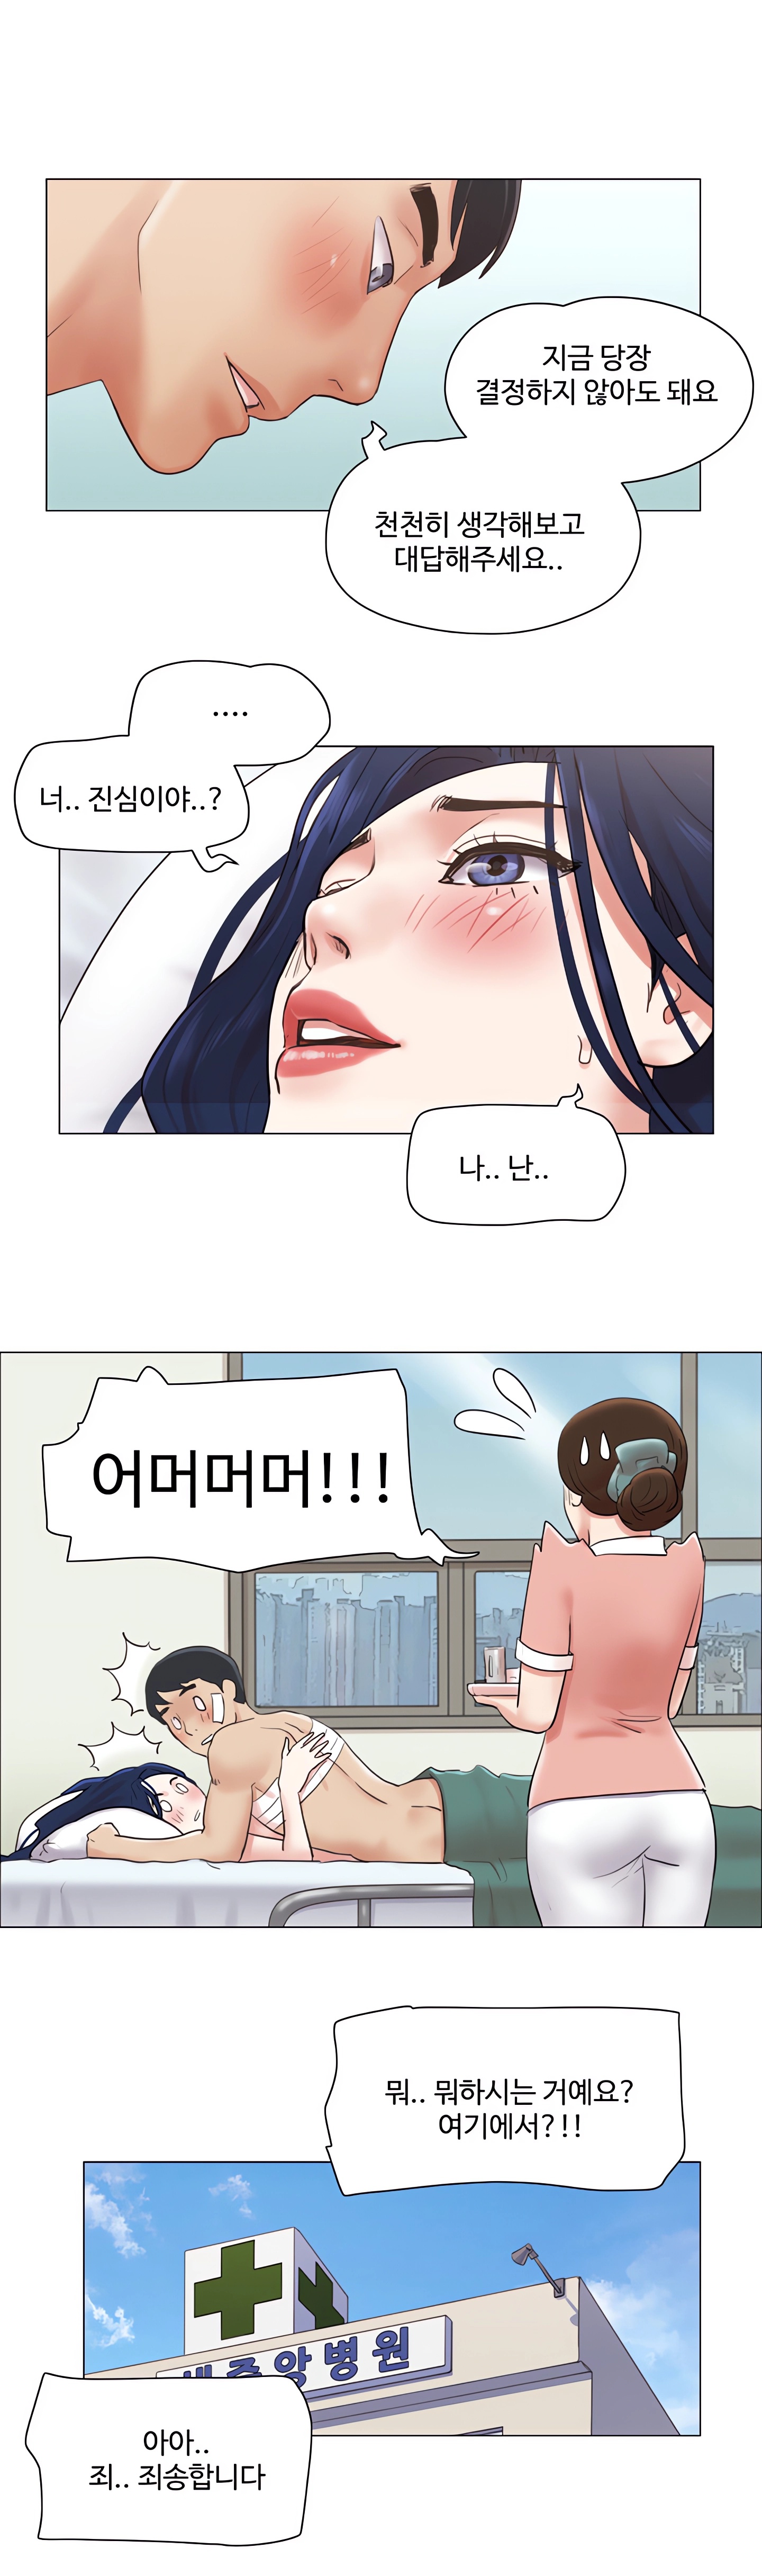 지금 당장
결정하지 않아도 돼요
천천히 생각해보고
대답해주세요..
....
너.. 진심이야..?
나.. 난..
어머머머!!!
뭐.. 뭐하시는 거예요?
여기에서?!!
중앙병원
아아..
죄.. 죄송합니다